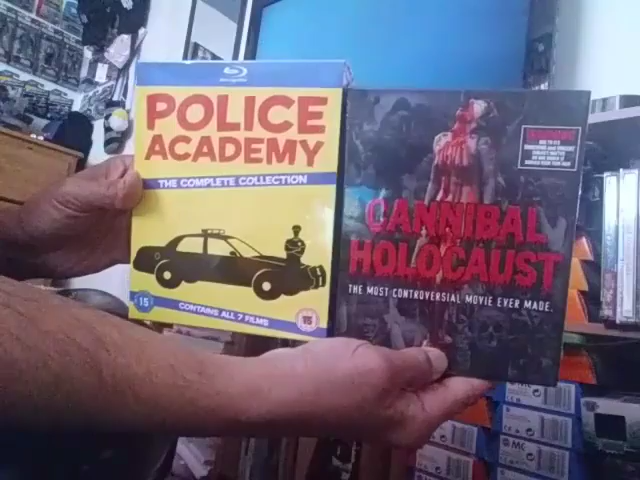 POLICE
ACADEMY
THE COMPLETE COLLECTION
15
CONTAINS ALL 7 FILMS
15
CANNIBAL
HOLOCAUST
THE MOST CONTROVERSIAL MOVIE EVER MADE.